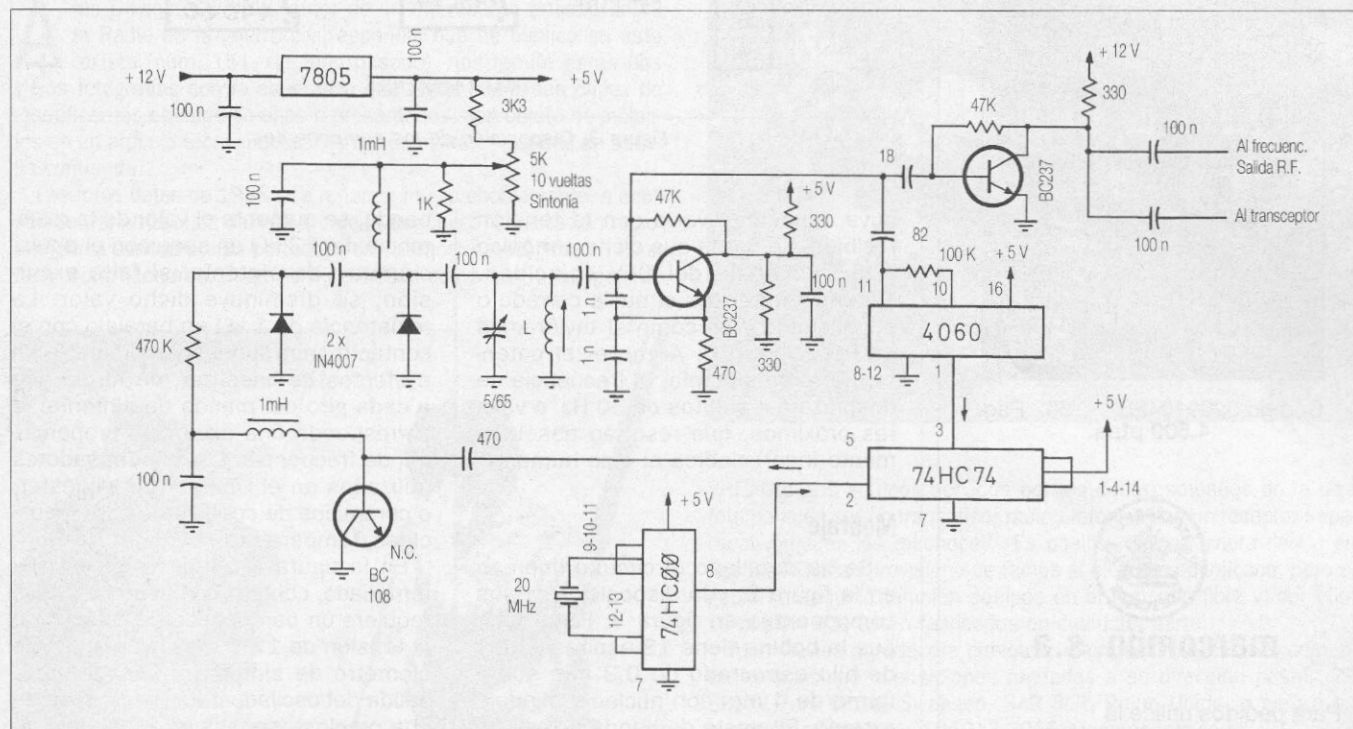 + 12 V
7805
+ 5 V
100 n
100 n
3K3
1mH
5K
10 vueltas
Sintonía
100 n
1K
100 n
100 n
100 n
470 K
2 x
IN4007
L
1 n
1n
5/65
47K
BC237
470
+ 5 V
330
100 n
330
18
82
47K
BC237
+ 12 V
330
100 n
Al frecuenc.
Salida R.F.
Al transceptor
100 n
11
100 K
10
+ 5 V
16
4060
8-12
1
1mH
470
100 n
N.C.
BC
108
20
MHz
9-10-11
12-13
+ 5 V
74HC00
8
7
5
2
3
74HC74
7
+ 5 V
1-4-14